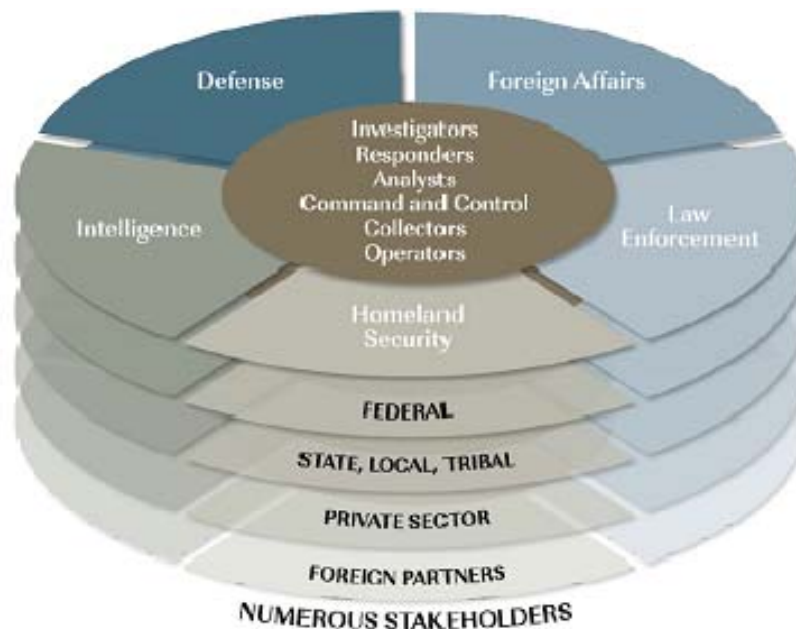 Defense
Foreign Affairs
Investigators
Responders
Analysts
Command and Control
Collectors
Operators
Intelligence
Law
Enforcement
Homeland
Security
FEDERAL
STATE, LOCAL, TRIBAL
PRIVATE SECTOR
FOREIGN PARTNERS
NUMEROUS STAKEHOLDERS